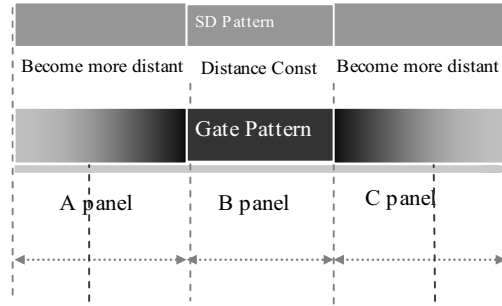 SD Pattern
Become more distant Distance Const Become more distant
Gate Pattern
A panel B panel C panel